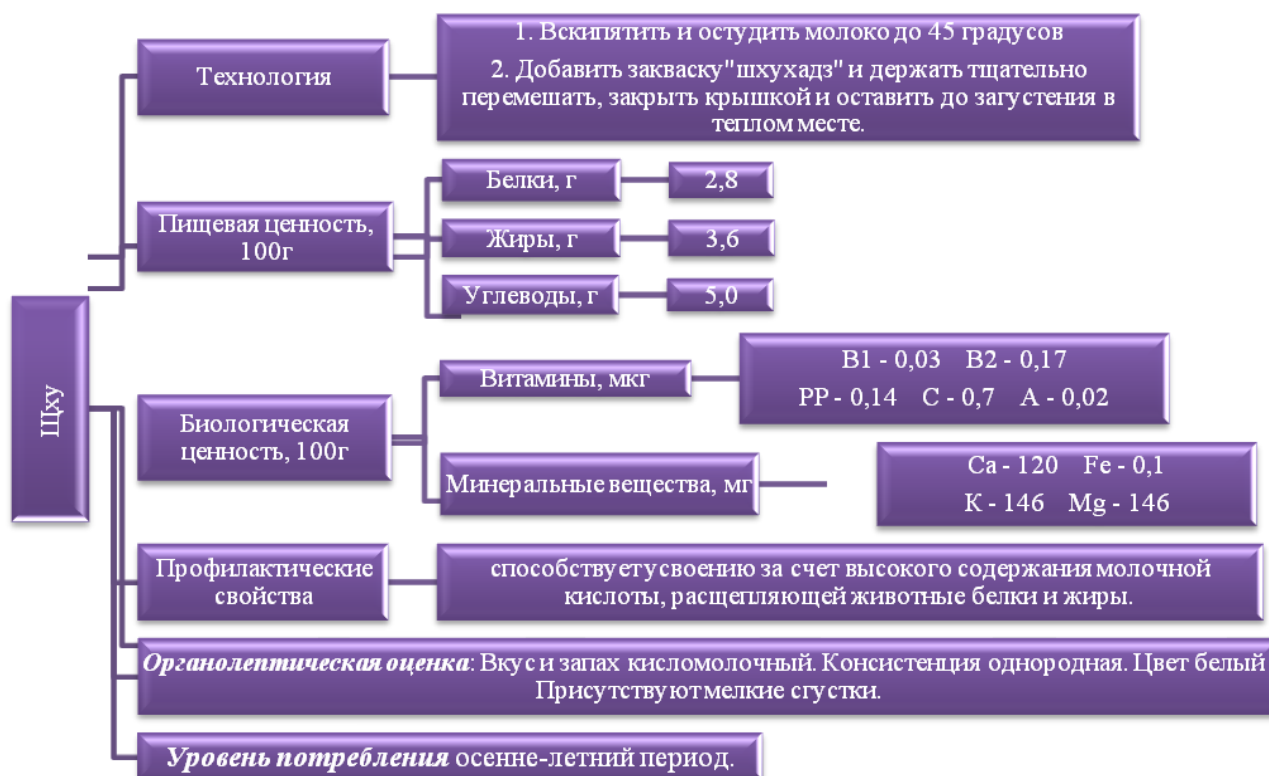 Щху
Технология
1. Вскипятить и остудить молоко до 45 градусов
2. Добавить закваску"шхухадз" и держать тщательно
перемешать, закрыть крышкой и оставить до загустения в
теплом месте.
Пищевая ценность,
100г
Белки, г
2,8
Жиры, г
3,6
Углеводы, г
5,0
Биологическая
ценность, 100г
Витамины, мкг
В1 - 0,03 В2 - 0,17
РР - 0,14 С - 0,7 А - 0,02
Минеральные вещества, мг
Ca - 120 Fe - 0,1
К - 146 Mg - 146
Профилактические
свойства
способствует усвоению за счет высокого содержания молочной
кислоты, расщепляющей животные белки и жиры.
Органолептическая оценка: Вкус и запах кисломолочный. Консистенция однородная. Цвет белый
Присутствуют мелкие сгустки.
Уровень потребления осенне-летний период.